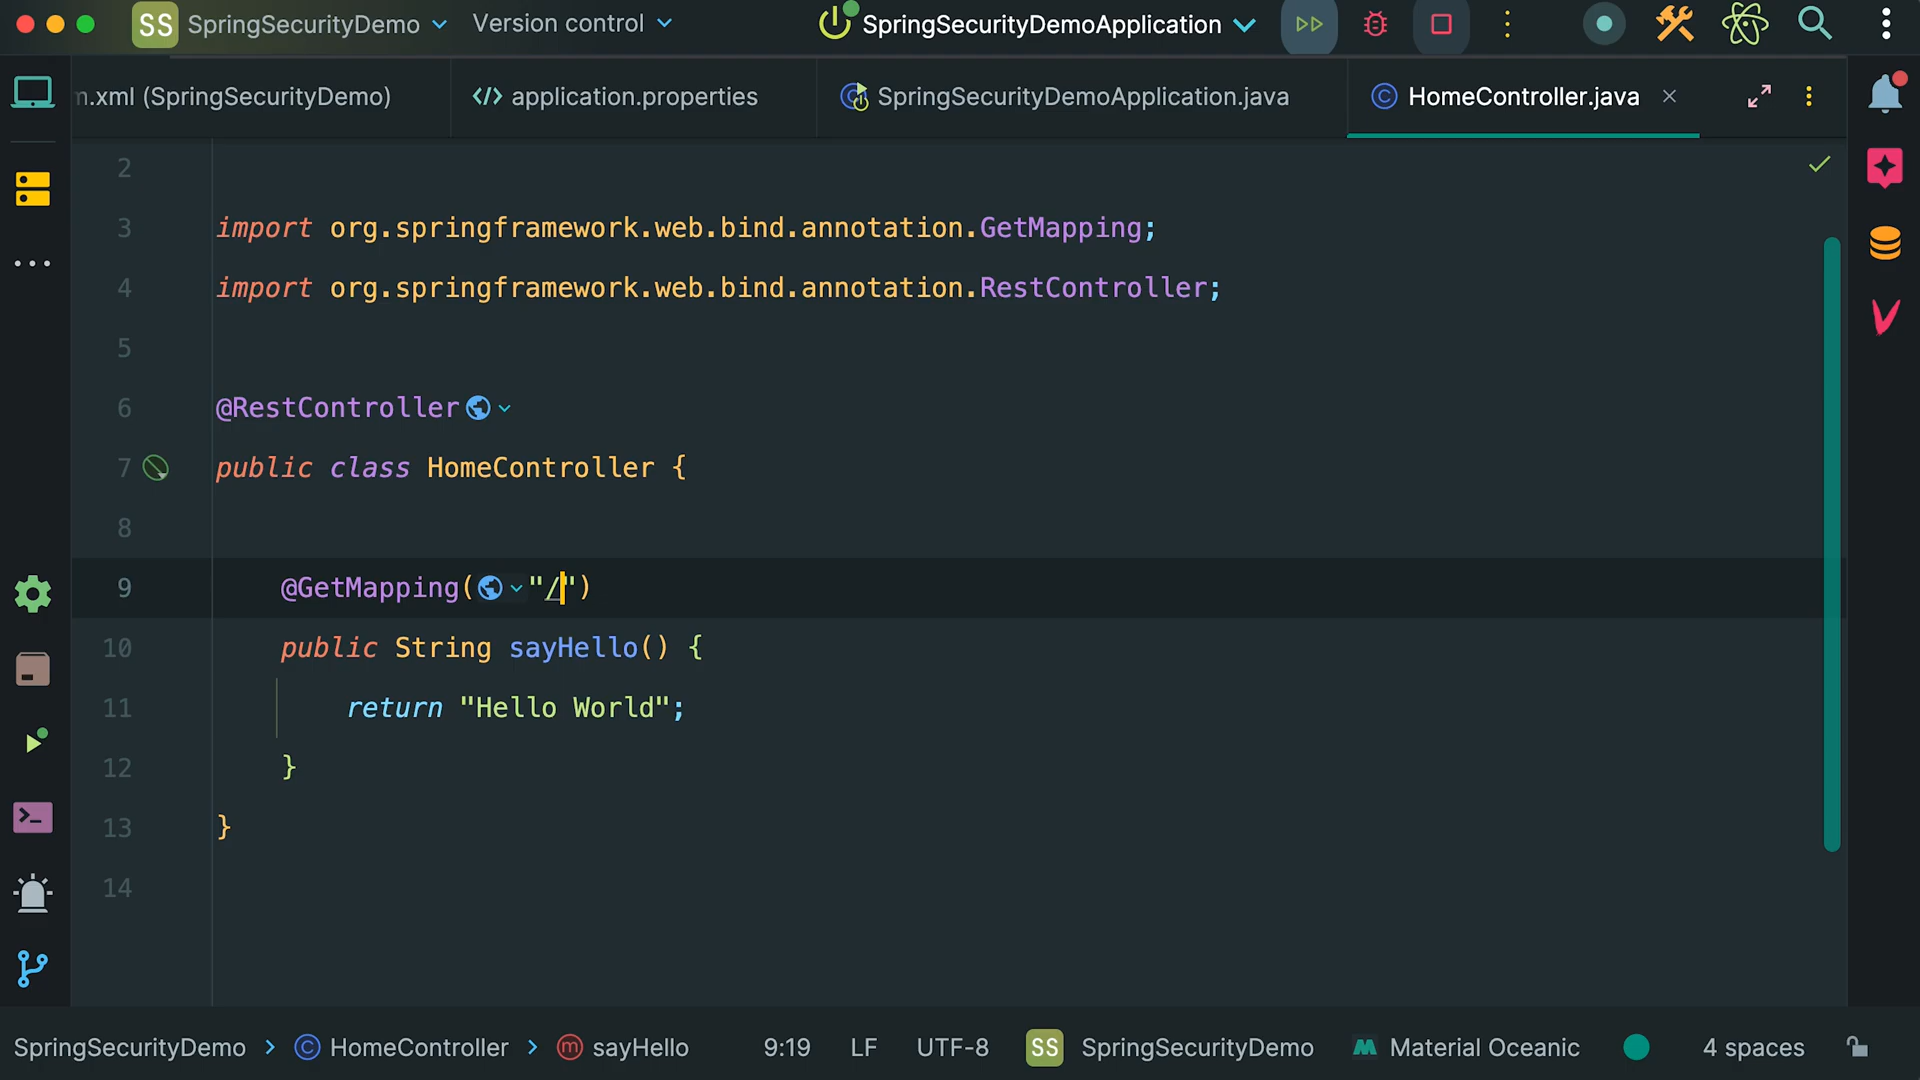 SS SpringSecurityDemo Version control SpringSecurityDemoApplication
m.xml (SpringSecurityDemo) </> application.properties SpringSecurityDemoApplication.java HomeController.java
2
3 import org.springframework.web.bind.annotation.GetMapping;
4 import org.springframework.web.bind.annotation.RestController;
5
6 @RestController
7 public class HomeController {
8
9 @GetMapping("/")
10 public String sayHello() {
11 return "Hello World";
12 }
13 }
14
SpringSecurityDemo > HomeController > sayHello 9:19 LF UTF-8 SS SpringSecurityDemo Material Oceanic 4 spaces